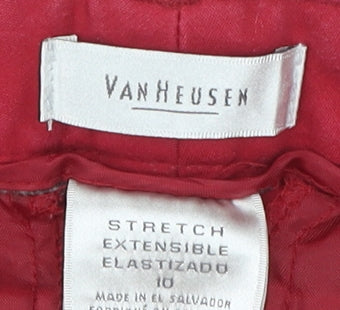 VAN HEUSEN
STRETCH
EXTENSIBLE
ELASTIZADO
10
MADE IN EL SALVADOR